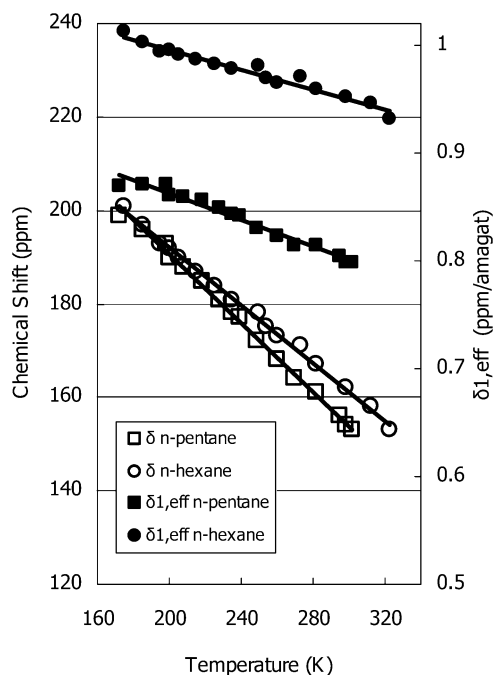 240
220
200
180
160
140
120
Chemical Shift (ppm)
1
0.9
0.8
0.7
0.6
0.5
δ1,eff (ppm/amagat)
δ n-pentane
δ n-hexane
δ1,eff n-pentane
δ1,eff n-hexane
160 200 240 280 320
Temperature (K)